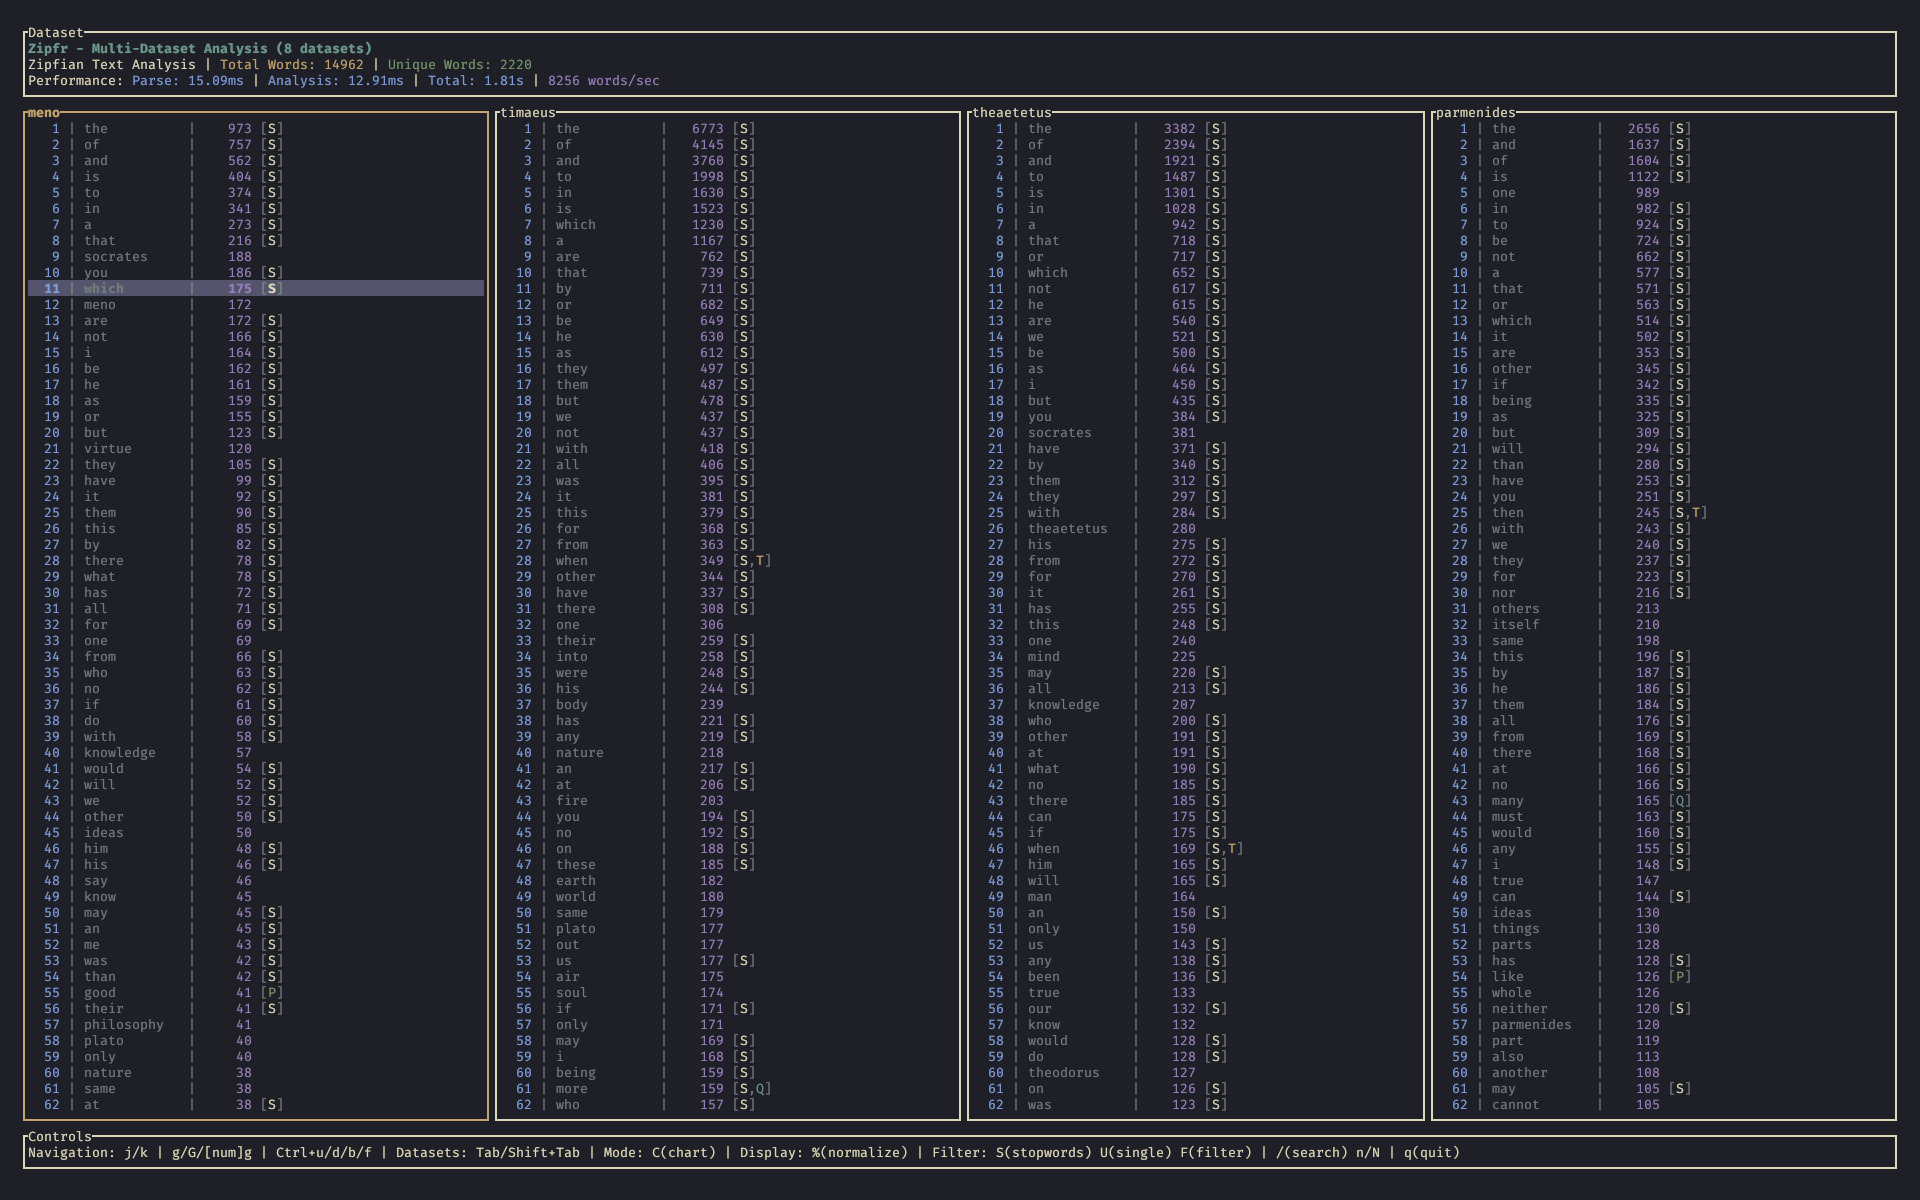 Dataset
Zipfr - Multi-Dataset Analysis (8 datasets)
Zipfian Text Analysis | Total Words: 14962 | Unique Words: 2220
Performance: Parse: 15.09ms | Analysis: 12.91ms | Total: 1.81s | 8256 words/sec
meno
1 | the | 973 [S]
2 | of | 757 [S]
3 | and | 562 [S]
4 | is | 404 [S]
5 | to | 374 [S]
6 | in | 341 [S]
7 | a | 273 [S]
8 | that | 216 [S]
9 | socrates | 188
10 | you | 186 [S]
11 | which | 175 [S]
12 | meno | 172
13 | are | 172 [S]
14 | not | 166 [S]
15 | i | 164 [S]
16 | be | 162 [S]
17 | he | 161 [S]
18 | as | 159 [S]
19 | or | 155 [S]
20 | but | 123 [S]
21 | virtue | 120
22 | they | 105 [S]
23 | have | 99 [S]
24 | it | 92 [S]
25 | them | 90 [S]
26 | this | 85 [S]
27 | by | 82 [S]
28 | there | 78 [S]
29 | what | 78 [S]
30 | has | 72 [S]
31 | all | 71 [S]
32 | for | 69 [S]
33 | one | 69
34 | from | 66 [S]
35 | who | 63 [S]
36 | no | 62 [S]
37 | if | 61 [S]
38 | do | 60 [S]
39 | with | 58 [S]
40 | knowledge | 57
41 | would | 54 [S]
42 | will | 52 [S]
43 | we | 52 [S]
44 | other | 50 [S]
45 | ideas | 50
46 | him | 48 [S]
47 | his | 46 [S]
48 | say | 46
49 | know | 45
50 | may | 45 [S]
51 | an | 45 [S]
52 | me | 43 [S]
53 | was | 42 [S]
54 | than | 42 [S]
55 | good | 41 [P]
56 | their | 41 [S]
57 | philosophy | 41
58 | plato | 40
59 | only | 40
60 | nature | 38
61 | same | 38
62 | at | 38 [S]
timaeus
1 | the | 6773 [S]
2 | of | 4145 [S]
3 | and | 3760 [S]
4 | to | 1998 [S]
5 | in | 1630 [S]
6 | is | 1523 [S]
7 | which | 1230 [S]
8 | a | 1167 [S]
9 | are | 762 [S]
10 | that | 739 [S]
11 | by | 711 [S]
12 | or | 682 [S]
13 | be | 649 [S]
14 | he | 630 [S]
15 | as | 612 [S]
16 | they | 497 [S]
17 | them | 487 [S]
18 | but | 478 [S]
19 | we | 437 [S]
20 | not | 437 [S]
21 | with | 418 [S]
22 | all | 406 [S]
23 | was | 395 [S]
24 | it | 381 [S]
25 | this | 379 [S]
26 | for | 368 [S]
27 | from | 363 [S]
28 | when | 349 [S,T]
29 | other | 344 [S]
30 | have | 337 [S]
31 | there | 308 [S]
32 | one | 306
33 | their | 259 [S]
34 | into | 258 [S]
35 | were | 248 [S]
36 | his | 244 [S]
37 | body | 239
38 | has | 221 [S]
39 | any | 219 [S]
40 | nature | 218
41 | an | 217 [S]
42 | at | 206 [S]
43 | fire | 203
44 | you | 194 [S]
45 | no | 192 [S]
46 | on | 188 [S]
47 | these | 185 [S]
48 | earth | 182
49 | world | 180
50 | same | 179
51 | plato | 177
52 | out | 177
53 | us | 177 [S]
54 | air | 175
55 | soul | 174
56 | if | 171 [S]
57 | only | 171
58 | may | 169 [S]
59 | i | 168 [S]
60 | being | 159 [S]
61 | more | 159 [S,Q]
62 | who | 157 [S]
theaetetus
1 | the | 3382 [S]
2 | of | 2394 [S]
3 | and | 1921 [S]
4 | to | 1487 [S]
5 | is | 1301 [S]
6 | in | 1028 [S]
7 | a | 942 [S]
8 | that | 718 [S]
9 | or | 717 [S]
10 | which | 652 [S]
11 | not | 617 [S]
12 | he | 615 [S]
13 | are | 540 [S]
14 | we | 521 [S]
15 | be | 500 [S]
16 | as | 464 [S]
17 | i | 450 [S]
18 | but | 435 [S]
19 | you | 384 [S]
20 | socrates | 381
21 | have | 371 [S]
22 | by | 340 [S]
23 | them | 312 [S]
24 | they | 297 [S]
25 | with | 284 [S]
26 | theaetetus | 280
27 | his | 275 [S]
28 | from | 272 [S]
29 | for | 270 [S]
30 | it | 261 [S]
31 | has | 255 [S]
32 | this | 248 [S]
33 | one | 240
34 | mind | 225
35 | may | 220 [S]
36 | all | 213 [S]
37 | knowledge | 207
38 | who | 200 [S]
39 | other | 191 [S]
40 | at | 191 [S]
41 | what | 190 [S]
42 | no | 185 [S]
43 | there | 185 [S]
44 | can | 175 [S]
45 | if | 175 [S]
46 | when | 169 [S,T]
47 | him | 165 [S]
48 | will | 165 [S]
49 | man | 164
50 | an | 150 [S]
51 | only | 150
52 | us | 143 [S]
53 | any | 138 [S]
54 | been | 136 [S]
55 | true | 133
56 | our | 132 [S]
57 | know | 132
58 | would | 128 [S]
59 | do | 128 [S]
60 | theodorus | 127
61 | on | 126 [S]
62 | was | 123 [S]
parmenides
1 | the | 2656 [S]
2 | and | 1637 [S]
3 | of | 1604 [S]
4 | is | 1122 [S]
5 | one | 989
6 | in | 982 [S]
7 | to | 924 [S]
8 | be | 724 [S]
9 | not | 662 [S]
10 | a | 577 [S]
11 | that | 571 [S]
12 | or | 563 [S]
13 | which | 514 [S]
14 | it | 502 [S]
15 | are | 353 [S]
16 | other | 345 [S]
17 | if | 342 [S]
18 | being | 335 [S]
19 | as | 325 [S]
20 | but | 309 [S]
21 | will | 294 [S]
22 | than | 280 [S]
23 | have | 253 [S]
24 | you | 251 [S]
25 | then | 245 [S,T]
26 | with | 243 [S]
27 | we | 240 [S]
28 | they | 237 [S]
29 | for | 223 [S]
30 | nor | 216 [S]
31 | others | 213
32 | itself | 210
33 | same | 198
34 | this | 196 [S]
35 | by | 187 [S]
36 | he | 186 [S]
37 | them | 184 [S]
38 | all | 176 [S]
39 | from | 169 [S]
40 | there | 168 [S]
41 | at | 166 [S]
42 | no | 166 [S]
43 | many | 165 [Q]
44 | must | 163 [S]
45 | would | 160 [S]
46 | any | 155 [S]
47 | i | 148 [S]
48 | true | 147
49 | can | 144 [S]
50 | ideas | 130
51 | things | 130
52 | parts | 128
53 | has | 128 [S]
54 | like | 126 [P]
55 | whole | 126
56 | neither | 120 [S]
57 | parmenides | 120
58 | part | 119
59 | also | 113
60 | another | 108
61 | may | 105 [S]
62 | cannot | 105
Controls
Navigation: j/k | g/G/[num]g | Ctrl+u/d/b/f | Datasets: Tab/Shift+Tab | Mode: C(chart) | Display: %(normalize) | Filter: S(stopwords) U(single) F(filter) | /(search) n/N | q(quit)